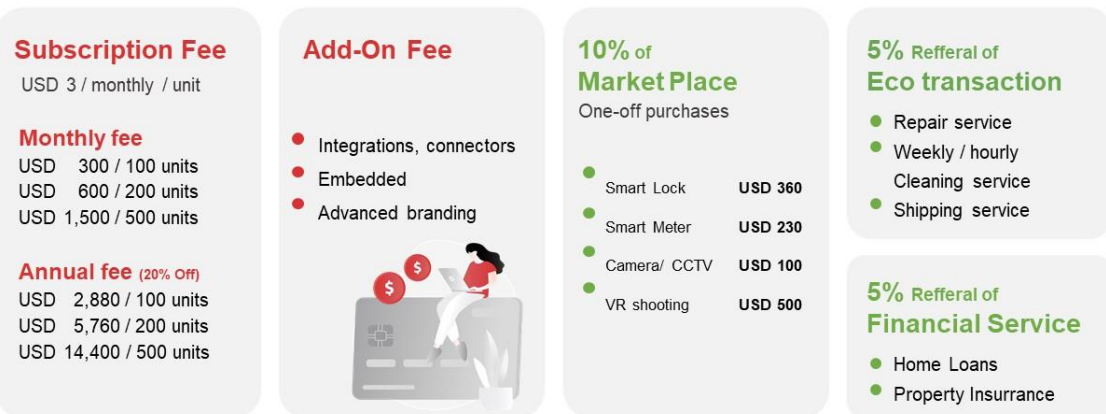 Subscription Fee
USD 3 / monthly / unit
Monthly fee
USD 300 / 100 units
USD 600 / 200 units
USD 1,500 / 500 units
Annual fee (20% Off)
USD 2,880 / 100 units
USD 5,760 / 200 units
USD 14,400 / 500 units
Add-On Fee
Integrations, connectors
Embedded
Advanced branding
$
$
10% of
Market Place
One-off purchases
Smart Lock USD 360
Smart Meter USD 230
Camera/ CCTV USD 100
VR shooting USD 500
5% Refferal of
Eco transaction
Repair service
Weekly / hourly
Cleaning service
Shipping service
5% Refferal of
Financial Service
Home Loans
Property Insurrance